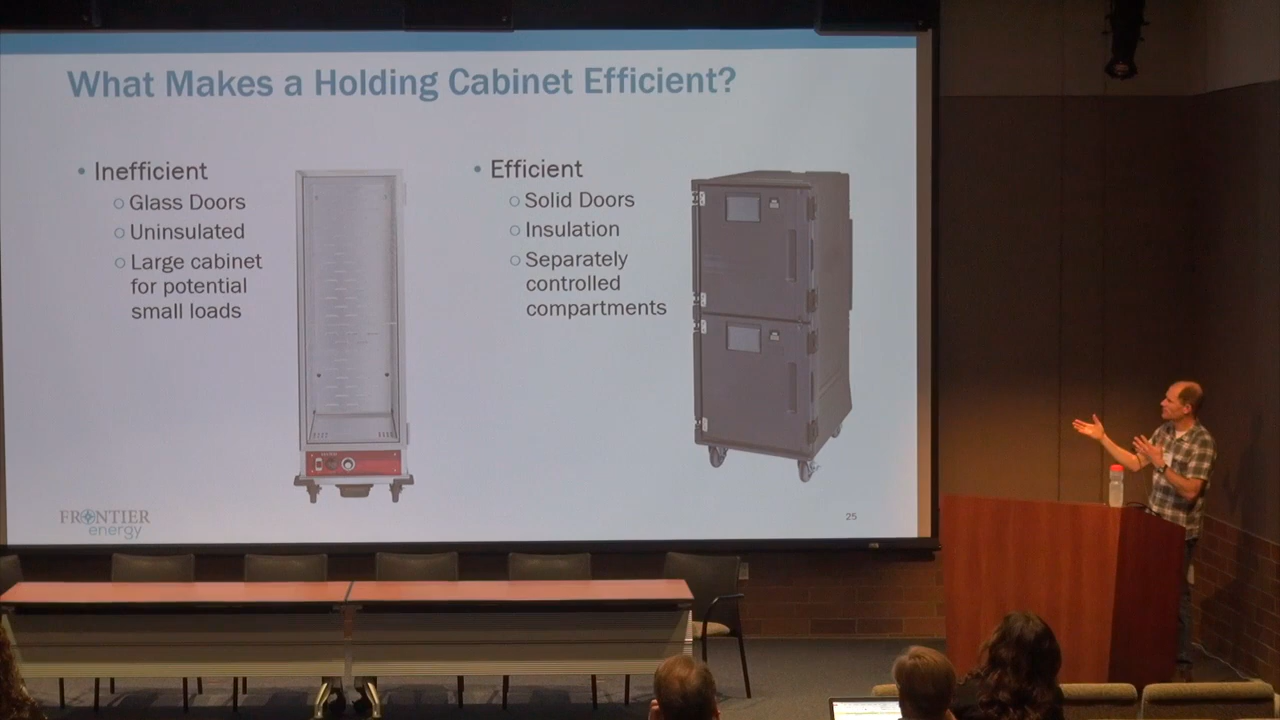 What Makes a Holding Cabinet Efficient?
• Inefficient
○ Glass Doors
○ Uninsulated
○ Large cabinet
for potential
small loads
• Efficient
○ Solid Doors
○ Insulation
○ Separately
controlled
compartments
FRONTIER
energy
25